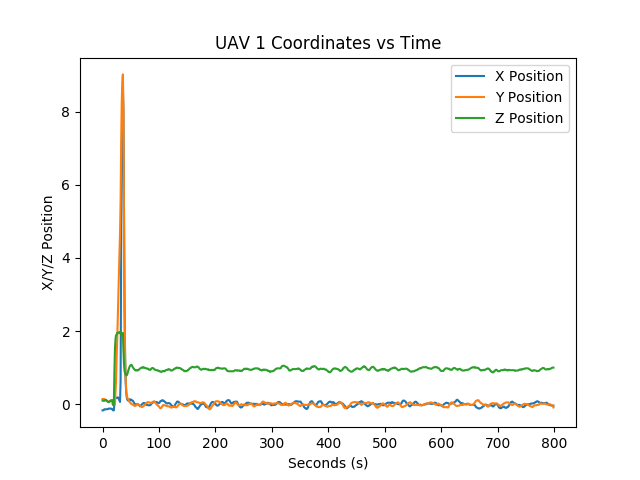 UAV 1 Coordinates vs Time
X Position
Y Position
Z Position
X/Y/Z Position
8
6
4
2
0
0 100 200 300 400 500 600 700 800
Seconds (s)